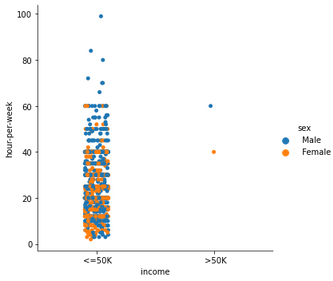 100
80
60
40
20
0
hour-per-week
<=50K
>50K
income
sex
Male
Female